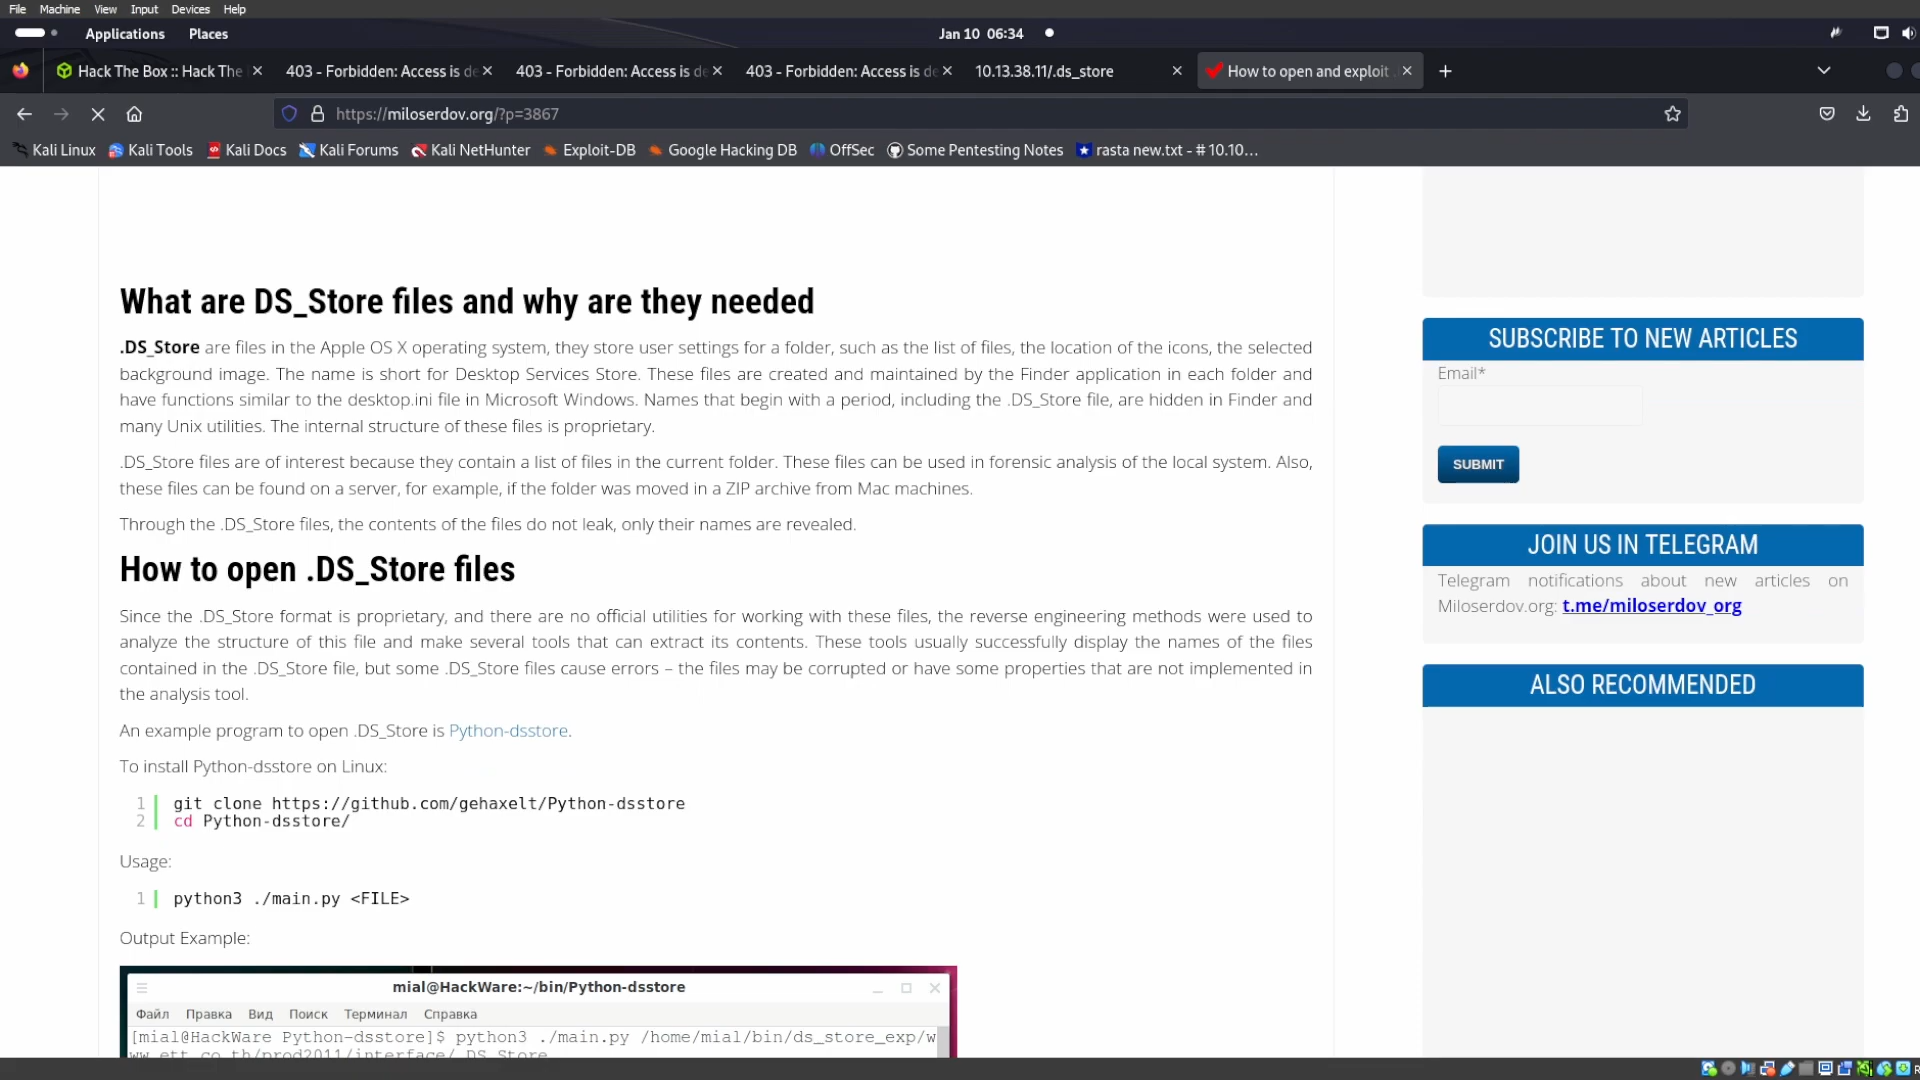 File Machine View Input Devices Help
Applications Places Jan 10 06:34
Hack The Box :: Hack The 403 - Forbidden: Access is de 403 - Forbidden: Access is de 403 - Forbidden: Access is de 10.13.38.11/.ds_store How to open and exploit
https://miloserdov.org/?p=3867
Kali Linux Kali Tools Kali Docs Kali Forums Kali NetHunter Exploit-DB Google Hacking DB OffSec Some Pentesting Notes rasta new.txt - # 10.10...
What are DS_Store files and why are they needed
.DS_Store are files in the Apple OS X operating system, they store user settings for a folder, such as the list of files, the location of the icons, the selected
background image. The name is short for Desktop Services Store. These files are created and maintained by the Finder application in each folder and
have functions similar to the desktop.ini file in Microsoft Windows. Names that begin with a period, including the .DS_Store file, are hidden in Finder and
many Unix utilities. The internal structure of these files is proprietary.
.DS_Store files are of interest because they contain a list of files in the current folder. These files can be used in forensic analysis of the local system. Also,
these files can be found on a server, for example, if the folder was moved in a ZIP archive from Mac machines.
Through the .DS_Store files, the contents of the files do not leak, only their names are revealed.
How to open .DS_Store files
Since the .DS_Store format is proprietary, and there are no official utilities for working with these files, the reverse engineering methods were used to
analyze the structure of this file and make several tools that can extract its contents. These tools usually successfully display the names of the files
contained in the .DS_Store file, but some .DS_Store files cause errors – the files may be corrupted or have some properties that are not implemented in
the analysis tool.
An example program to open .DS_Store is Python-dsstore.
To install Python-dsstore on Linux:
1 git clone https://github.com/gehaxelt/Python-dsstore
2 cd Python-dsstore/
Usage:
1 python3 ./main.py <FILE>
Output Example:
mial@HackWare:~/bin/Python-dsstore
Файл Правка Вид Поиск Терминал Справка
[mial@HackWare Python-dsstore]$ python3 ./main.py /home/mial/bin/ds_store_exp/w
ww.ett.co.th/prod2011/interface/.DS_Store
SUBSCRIBE TO NEW ARTICLES
Email*
SUBMIT
JOIN US IN TELEGRAM
Telegram notifications about new articles on
Miloserdov.org: t.me/miloserdov_org
ALSO RECOMMENDED